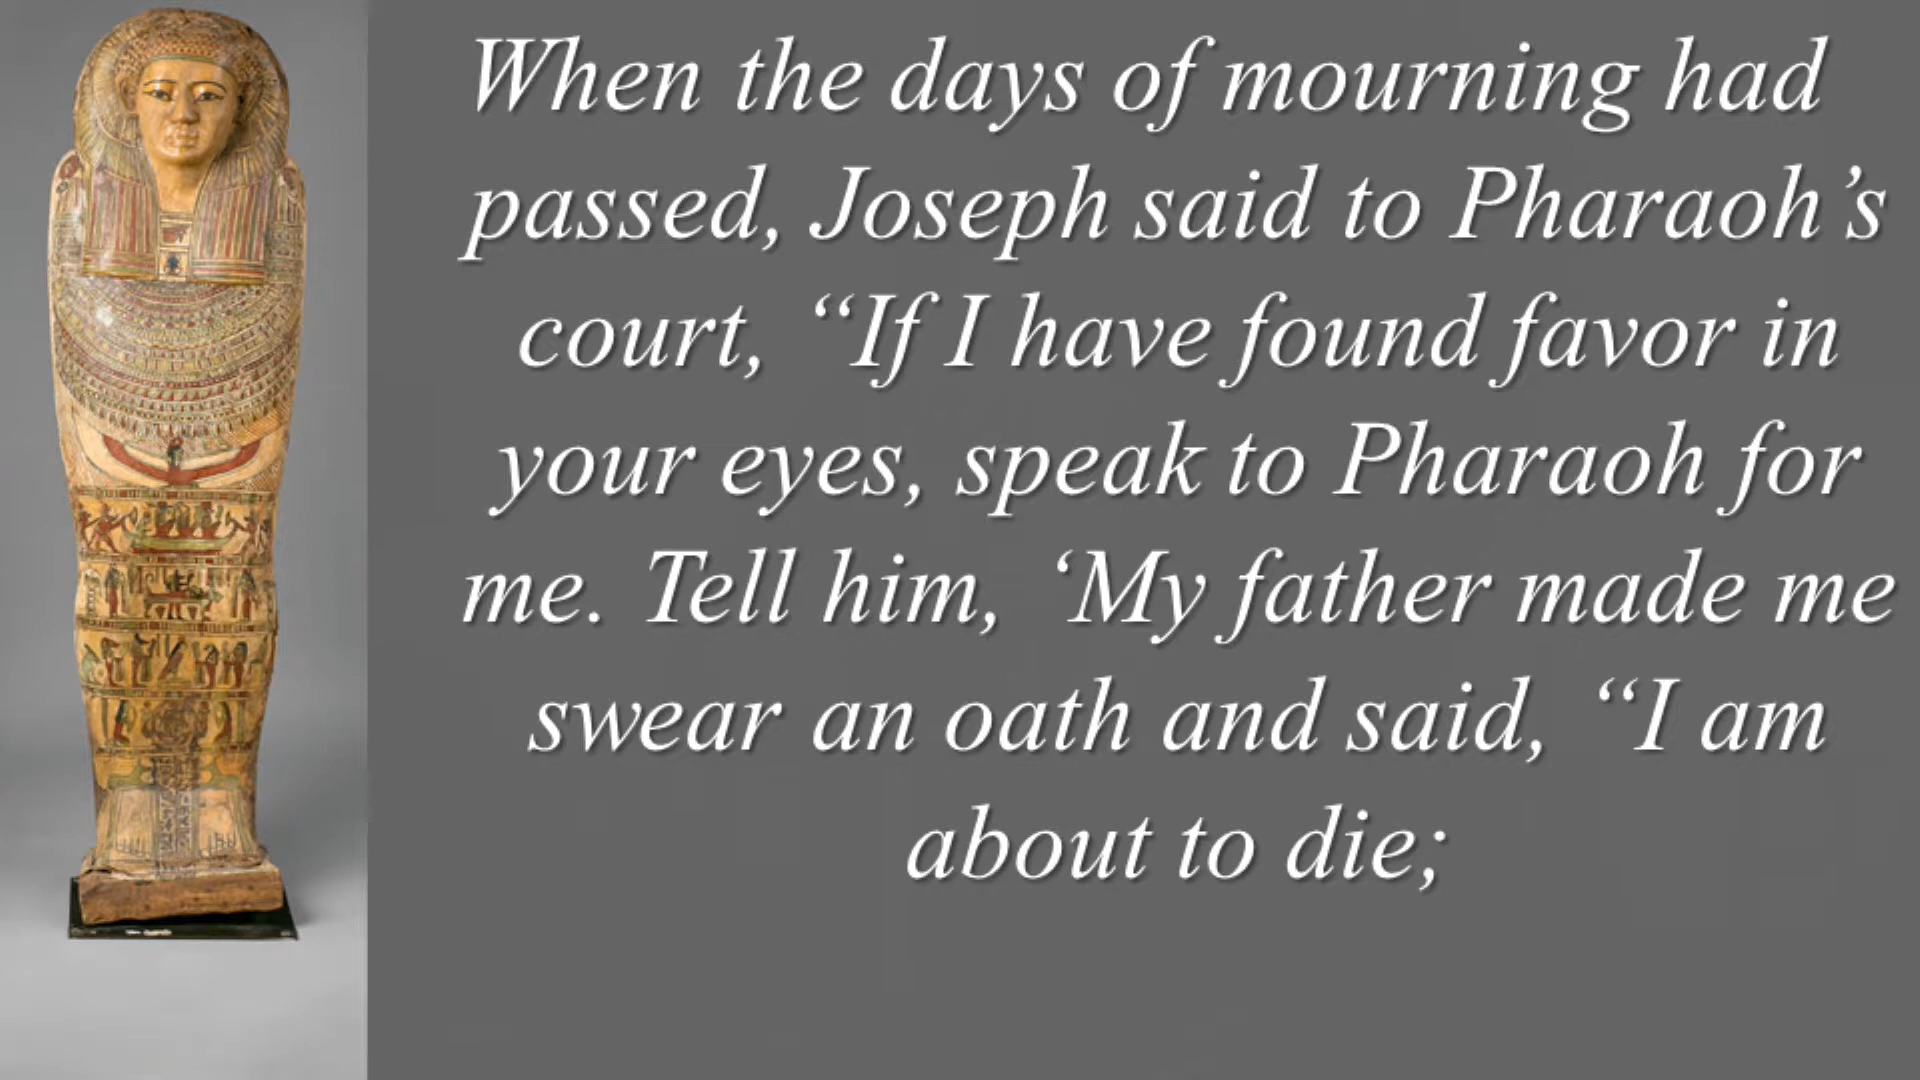 When the days of mourning had
passed, Joseph said to Pharaoh’s
court, “If I have found favor in
your eyes, speak to Pharaoh for
me. Tell him, ‘My father made me
swear an oath and said, “I am
about to die;